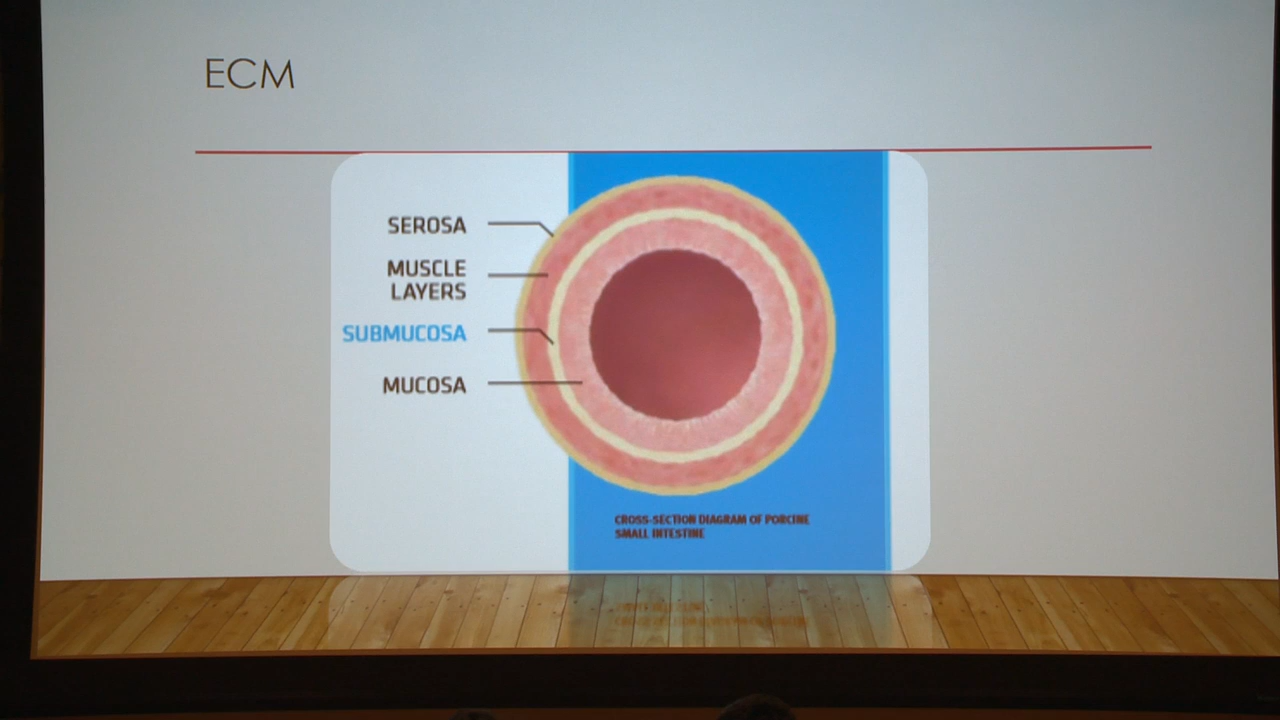 ECM
SEROSA
MUSCLE
LAYERS
SUBMUCOSA
MUCOSA
CROSS-SECTION DIAGRAM OF PORCINE
SMALL INTESTINE